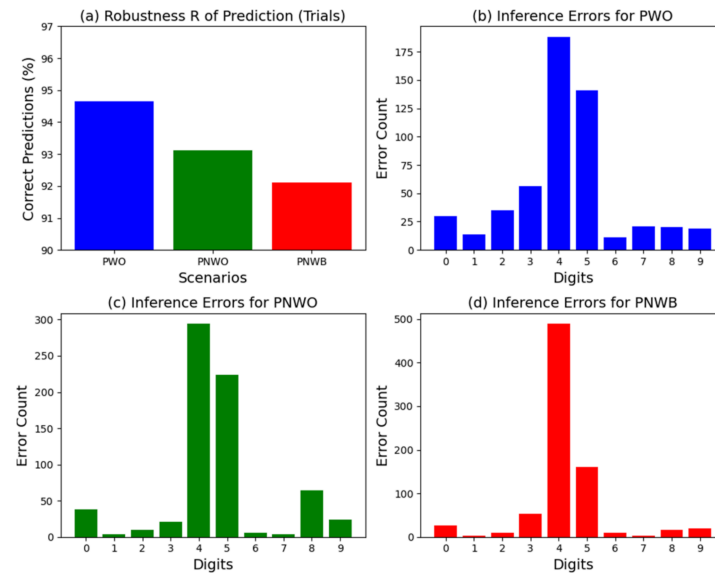 (a) Robustness R of Prediction (Trials)
Correct Predictions (%)
97
96
95
94
93
92
91
90
PWO PNWO PNWB
Scenarios
(b) Inference Errors for PWO
Error Count
175
150
125
100
75
50
25
0
0 1 2 3 4 5 6 7 8 9
Digits
(c) Inference Errors for PNWO
Error Count
300
250
200
150
100
50
0
0 1 2 3 4 5 6 7 8 9
Digits
(d) Inference Errors for PNWB
Error Count
500
400
300
200
100
0
0 1 2 3 4 5 6 7 8 9
Digits